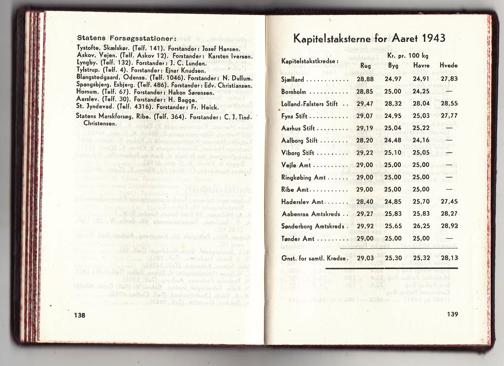 Statens Forsøgsstationer:
Tystofte, Skælskør. (Telf. 141). Forstander: Josef Hansen.
Askov, Vejen. (Telf. Askov 12). Forstander: Karsten Iversen.
Lyngby. (Telf. 132). Forstander: J. C. Lunden.
Tylstrup. (Telf. 4). Forstander: Ejnar Knudsen.
Blangstedgaard, Odense. (Telf. 1046). Forstander: N. Dullum.
Spangsbjerg, Esbjerg. (Telf. 486). Forstander: Edv. Christiansen.
Hornum. (Telf. 67). Forstander: Hakon Sørensen.
Aarslev. (Telf. 30). Forstander: H. Bagge.
St. Jyndevad. (Telf. 4316). Forstander: Fr. Heick.
Statens Marskforsøg, Ribe. (Telf. 364). Forstander: C. J. Tind-
Christensen.
138
Kapitelstaksterne for Aaret 1943
Kr. pr. 100 kg
Kapitelstakstkredse: Rug Byg Havre Hvede
Sjælland 28,88 24,97 24,91 27,83
Bornholm 28,85 25,00 24,25 —
Lolland-Falsters Stift 29,47 28,32 28,04 28,55
Fyns Stift 29,07 24,95 25,03 27,77
Aarhus Stift 29,19 25,04 25,22 —
Aalborg Stift 28,20 24,48 24,16 —
Viborg Stift 29,22 25,10 25,05 —
Vejle Amt 29,00 25,00 25,00 —
Ringkøbing Amt 29,00 25,00 25,00 —
Ribe Amt 29,00 25,00 25,00 —
Haderslev Amt 28,40 24,85 25,70 27,45
Aabenraa Amtskreds 29,27 25,83 25,83 28,27
Sønderborg Amtskreds 29,92 25,65 26,25 28,92
Tønder Amt 29,00 25,00 25,00 —
Gnst. for samtl. Kredse 29,03 25,30 25,32 28,13
139